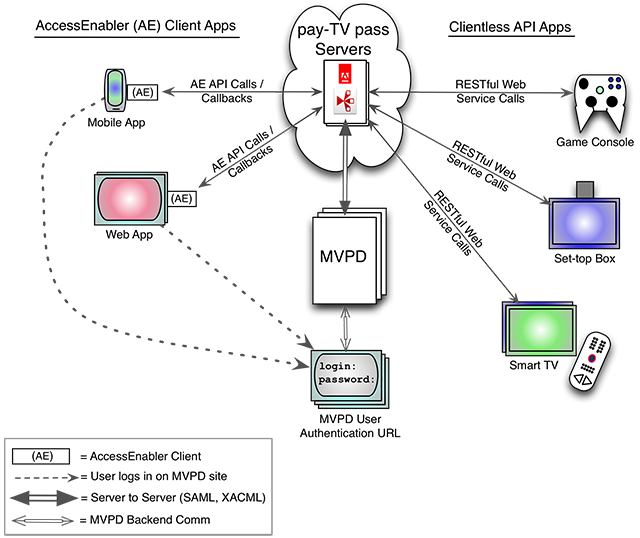 AccessEnabler (AE) Client Apps
pay-TV pass
Servers
Clientless API Apps
(AE)
Mobile App
AE API Calls /
Callbacks
RESTful Web
Service Calls
Game Console
AE API Calls /
Callbacks
RESTful Web
Service Calls
(AE)
Web App
RESTful Web
Service Calls
Set-top Box
MVPD
Smart TV
login:
password:
MVPD User
Authentication URL
(AE) = AccessEnabler Client
= User logs in on MVPD site
= Server to Server (SAML, XACML)
= MVPD Backend Comm